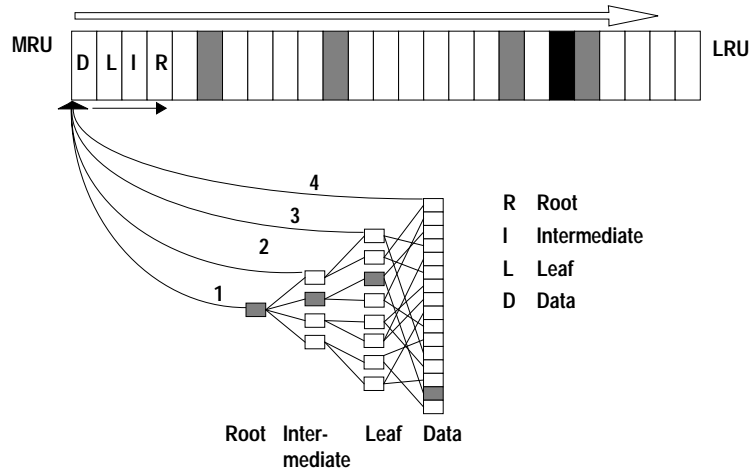 MRU
D L I R
LRU
4
3
2
1
R Root
I Intermediate
L Leaf
D Data
Root Inter- Leaf Data
mediate